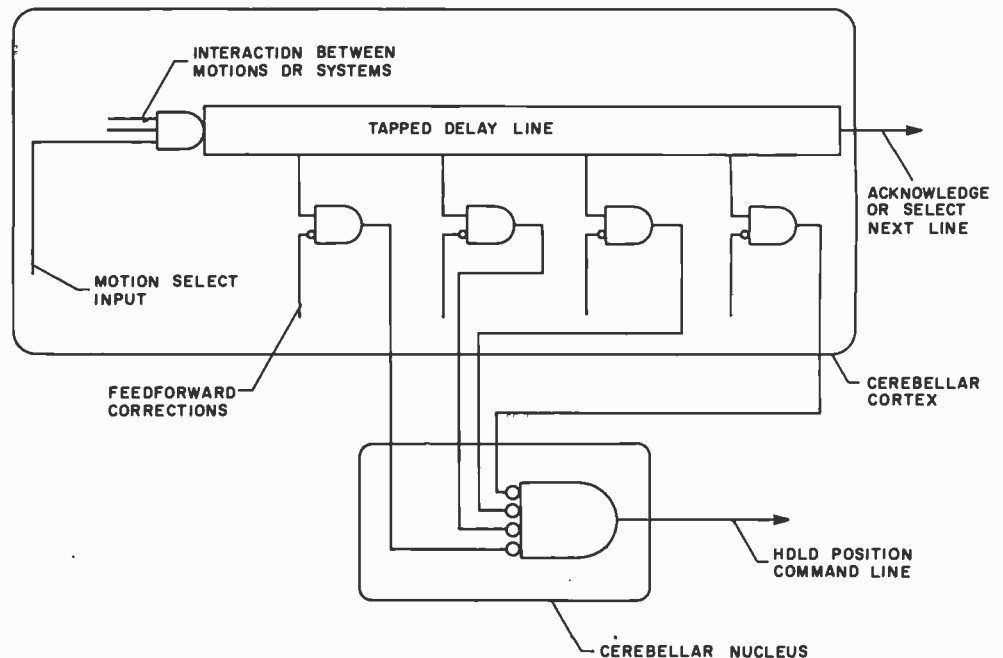 INTERACTION BETWEEN
MOTIONS DR SYSTEMS
TAPPED DELAY LINE
ACKNOWLEDGE
OR SELECT
NEXT LINE
MOTION SELECT
INPUT
FEEDFORWARD
CORRECTIONS
CEREBELLAR
CORTEX
HDLD POSITION
COMMAND LINE
CEREBELLAR NUCLEUS